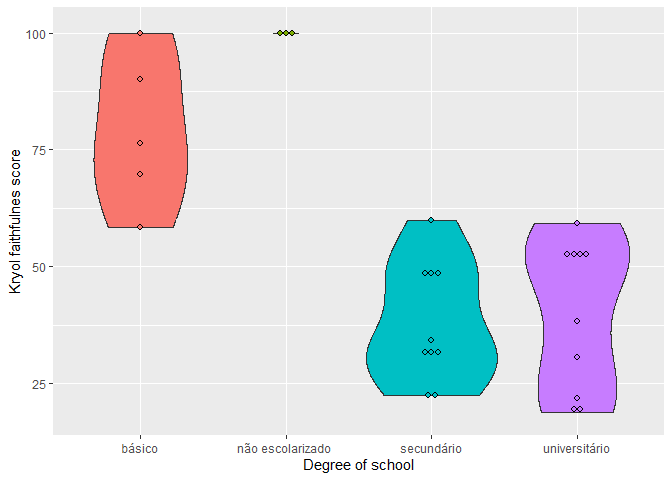 100
75
50
25
Kryol faithfulnes score
básico
não escolarizado
secundário
universitário
Degree of school